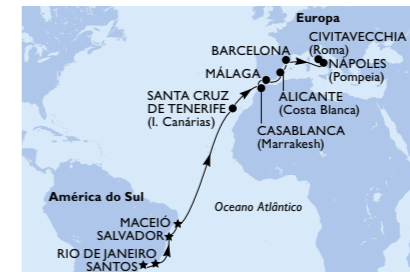 Europa
CIVITAVECCHIA
(Roma)
BARCELONA
NÁPOLES
(Pompeia)
MÁLAGA
SANTA CRUZ
DE TENERIFE
(I. Canárias)
ALICANTE
(Costa Blanca)
CASABLANCA
(Marrakesh)
América do Sul
Oceano Atlântico
MACEIÓ
SALVADOR
RIO DE JANEIRO
SANTOS